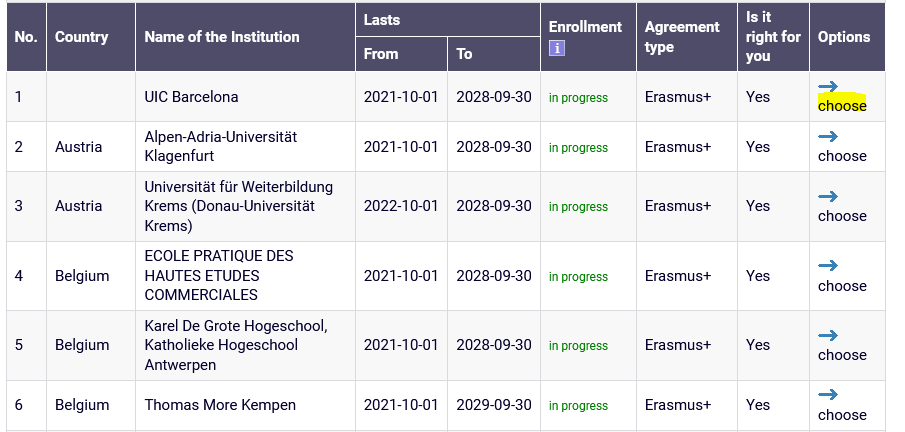 No.
Country
Name of the Institution
Lasts
From
To
Enrollment
i
Agreement
type
Is it
right for
you
Options
1
UIC Barcelona
2021-10-01
2028-09-30
in progress
Erasmus+
Yes
choose
2
Austria
Alpen-Adria-Universität
Klagenfurt
2021-10-01
2028-09-30
in progress
Erasmus+
Yes
choose
3
Austria
Universität für Weiterbildung
Krems (Donau-Universität
Krems)
2022-10-01
2028-09-30
in progress
Erasmus+
Yes
choose
4
Belgium
ECOLE PRATIQUE DES
HAUTES ETUDES
COMMERCIALES
2021-10-01
2028-09-30
in progress
Erasmus+
Yes
choose
5
Belgium
Karel De Grote Hogeschool,
Katholieke Hogeschool
Antwerpen
2021-10-01
2028-09-30
in progress
Erasmus+
Yes
choose
6
Belgium
Thomas More Kempen
2021-10-01
2029-09-30
in progress
Erasmus+
Yes
choose